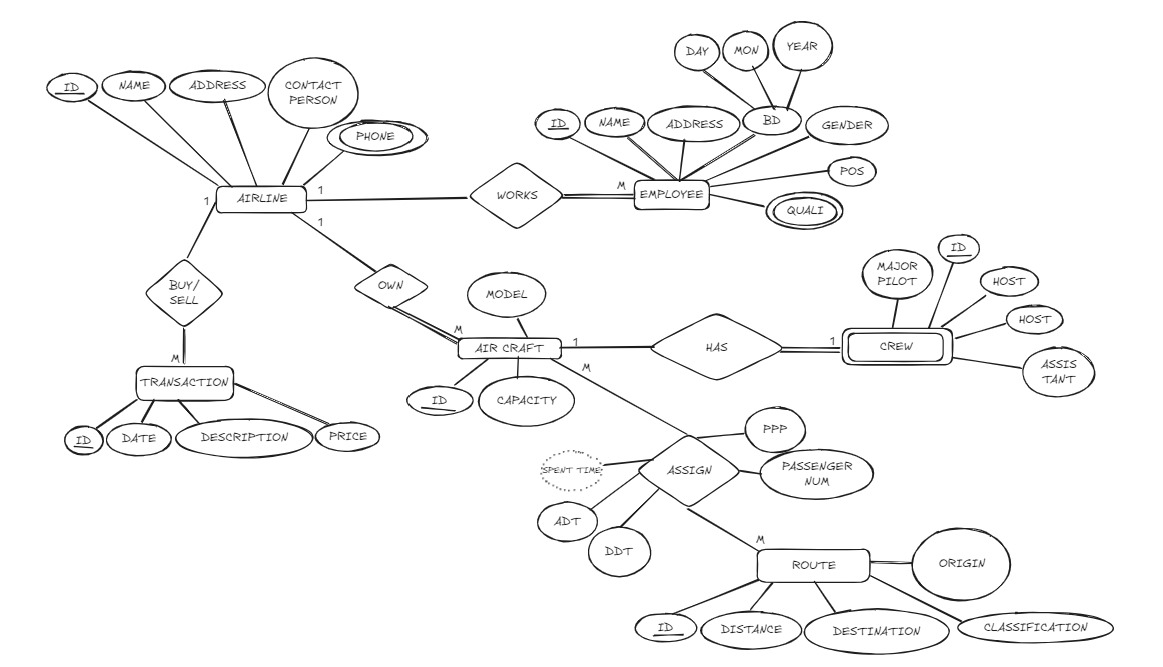 DAY
MON
YEAR
ID
NAME
ADDRESS
CONTACT
PERSON
PHONE
ID
NAME
ADDRESS
BD
GENDER
POS
QUALI
AIRLINE
1
1
1
WORKS
M
EMPLOYEE
BUY/
SELL
OWN
M
MODEL
MAJOR
PILOT
ID
HOST
HOST
ASSIS
TANT
AIR CRAFT
1
M
HAS
1
CREW
M
TRANSACTION
ID
DATE
DESCRIPTION
PRICE
ID
CAPACITY
PPP
SPENT TIME
ASSIGN
PASSENGER
NUM
ADT
DDT
M
ROUTE
ORIGIN
ID
DISTANCE
DESTINATION
CLASSIFICATION